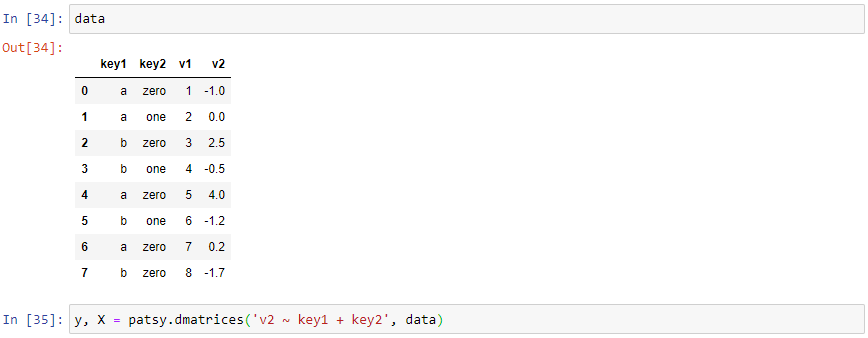 In [34]: data
Out[34]:
key1 key2 v1 v2
0 a zero 1 -1.0
1 a one 2 0.0
2 b zero 3 2.5
3 b one 4 -0.5
4 a zero 5 4.0
5 b one 6 -1.2
6 a zero 7 0.2
7 b zero 8 -1.7
In [35]: y, X = patsy.dmatrices('v2 ~ key1 + key2', data)